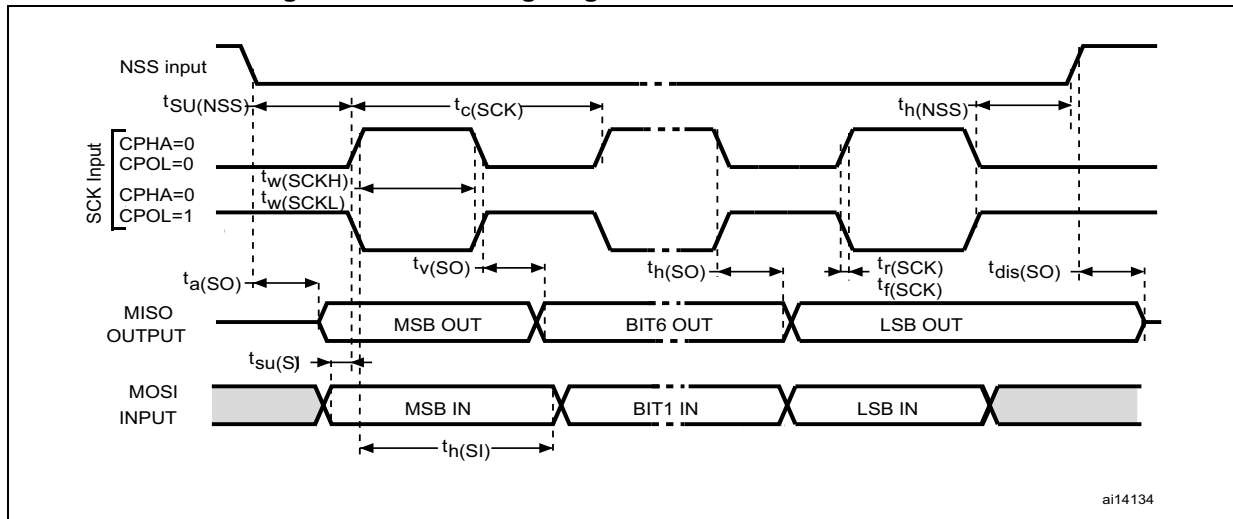 NSS input
tSU(NSS)
tc(SCK)
th(NSS)
SCK Input
CPHA=0
CPOL=0
CPHA=0
CPOL=1
tw(SCKH)
tw(SCKL)
ta(SO)
tv(SO)
th(SO)
tr(SCK)
tf(SCK)
tdis(SO)
MISO
OUTPUT
MSB OUT
BIT6 OUT
LSB OUT
tsu(SI)
MOSI
INPUT
MSB IN
BIT1 IN
LSB IN
th(SI)
ai14134